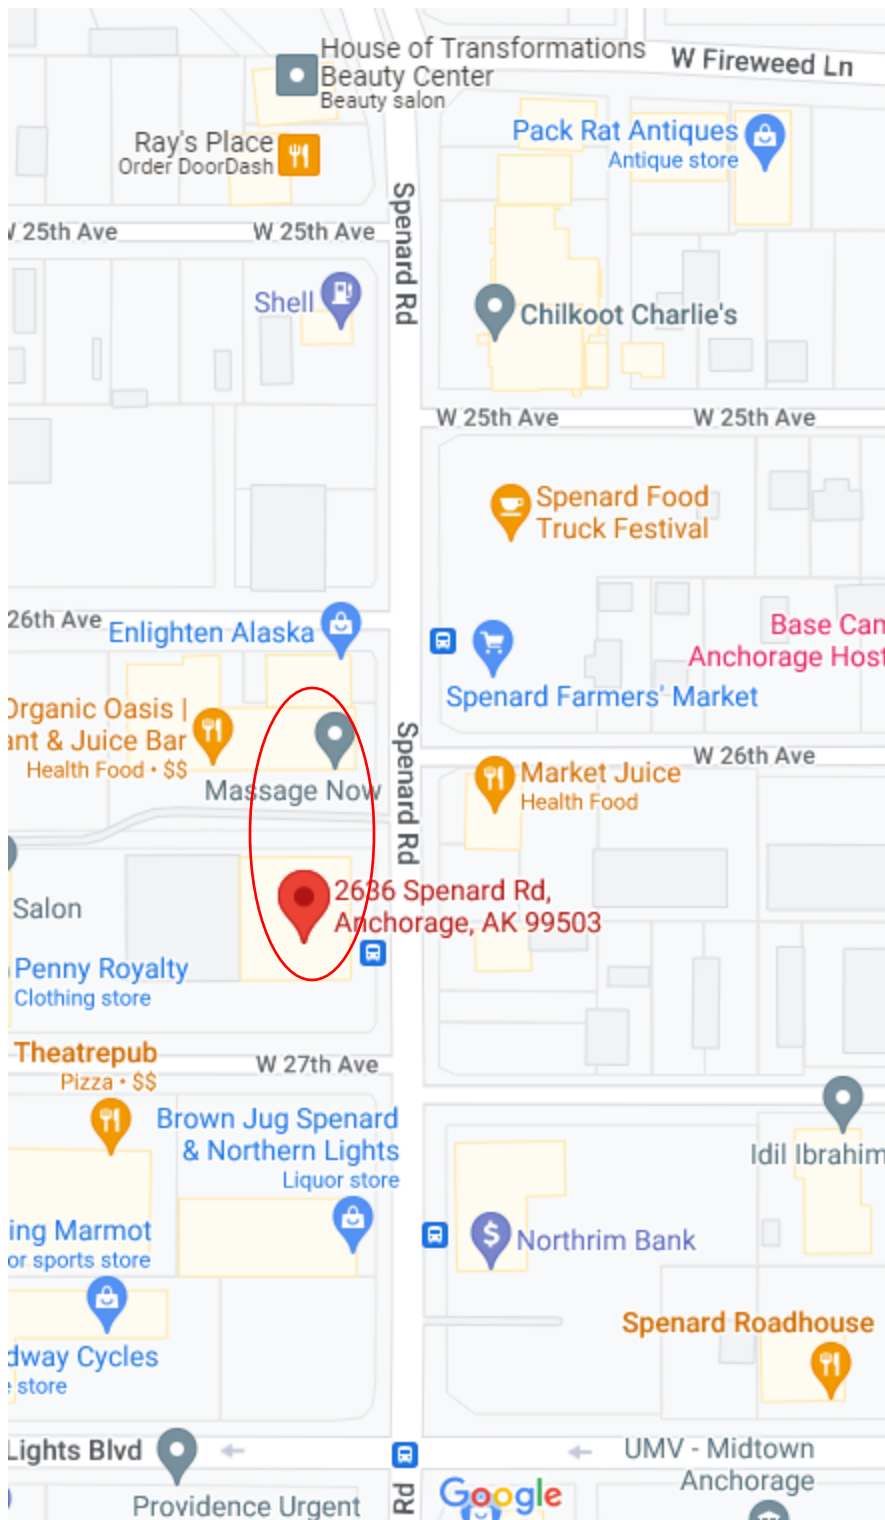 House of Transformations
Beauty Center
Beauty salon
W Fireweed Ln
Pack Rat Antiques
Antique store
Ray's Place
Order DoorDash
W 25th Ave
W 25th Ave
Spenard Rd
Shell
Chilkoot Charlie's
W 25th Ave
W 25th Ave
Spenard Food
Truck Festival
26th Ave
Enlighten Alaska
Base Cam
Anchorage Host
Spenard Farmers' Market
Organic Oasis |
ant & Juice Bar
Health Food • $$
Massage Now
Spenard Rd
W 26th Ave
Market Juice
Health Food
2636 Spenard Rd,
Anchorage, AK 99503
Salon
Penny Royalty
Clothing store
Theatrepub
Pizza • $$
W 27th Ave
Brown Jug Spenard
& Northern Lights
Liquor store
Idil Ibrahim
ing Marmot
or sports store
$
Northrim Bank
Spenard Roadhouse
dway Cycles
store
Lights Blvd
UMV - Midtown
Anchorage
Providence Urgent
Rd
Google